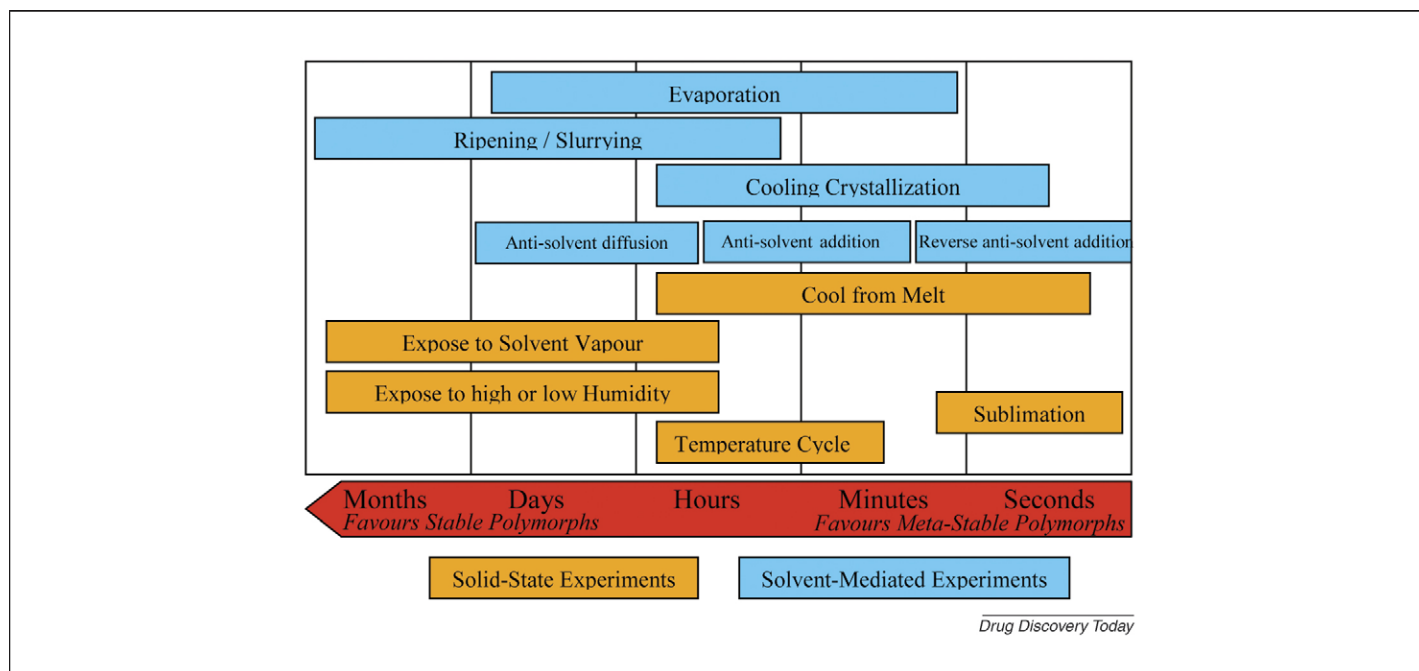 Evaporation
Ripening / Slurrying
Cooling Crystallization
Anti-solvent diffusion
Anti-solvent addition
Reverse anti-solvent addition
Cool from Melt
Expose to Solvent Vapour
Expose to high or low Humidity
Sublimation
Temperature Cycle
Months Days Hours Minutes Seconds
Favours Stable Polymorphs Favours Meta-Stable Polymorphs
Solid-State Experiments
Solvent-Mediated Experiments
Drug Discovery Today